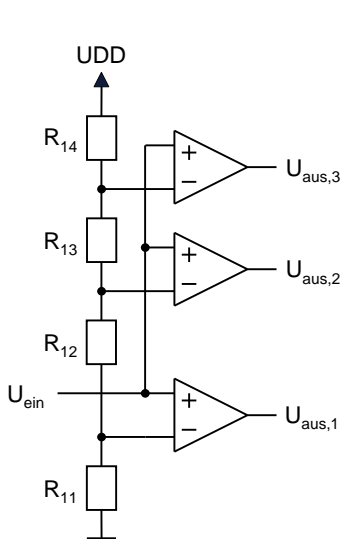 UDD
R14
+
−
Uaus,3
R13
+
−
Uaus,2
R12
Uein
+
−
Uaus,1
R11